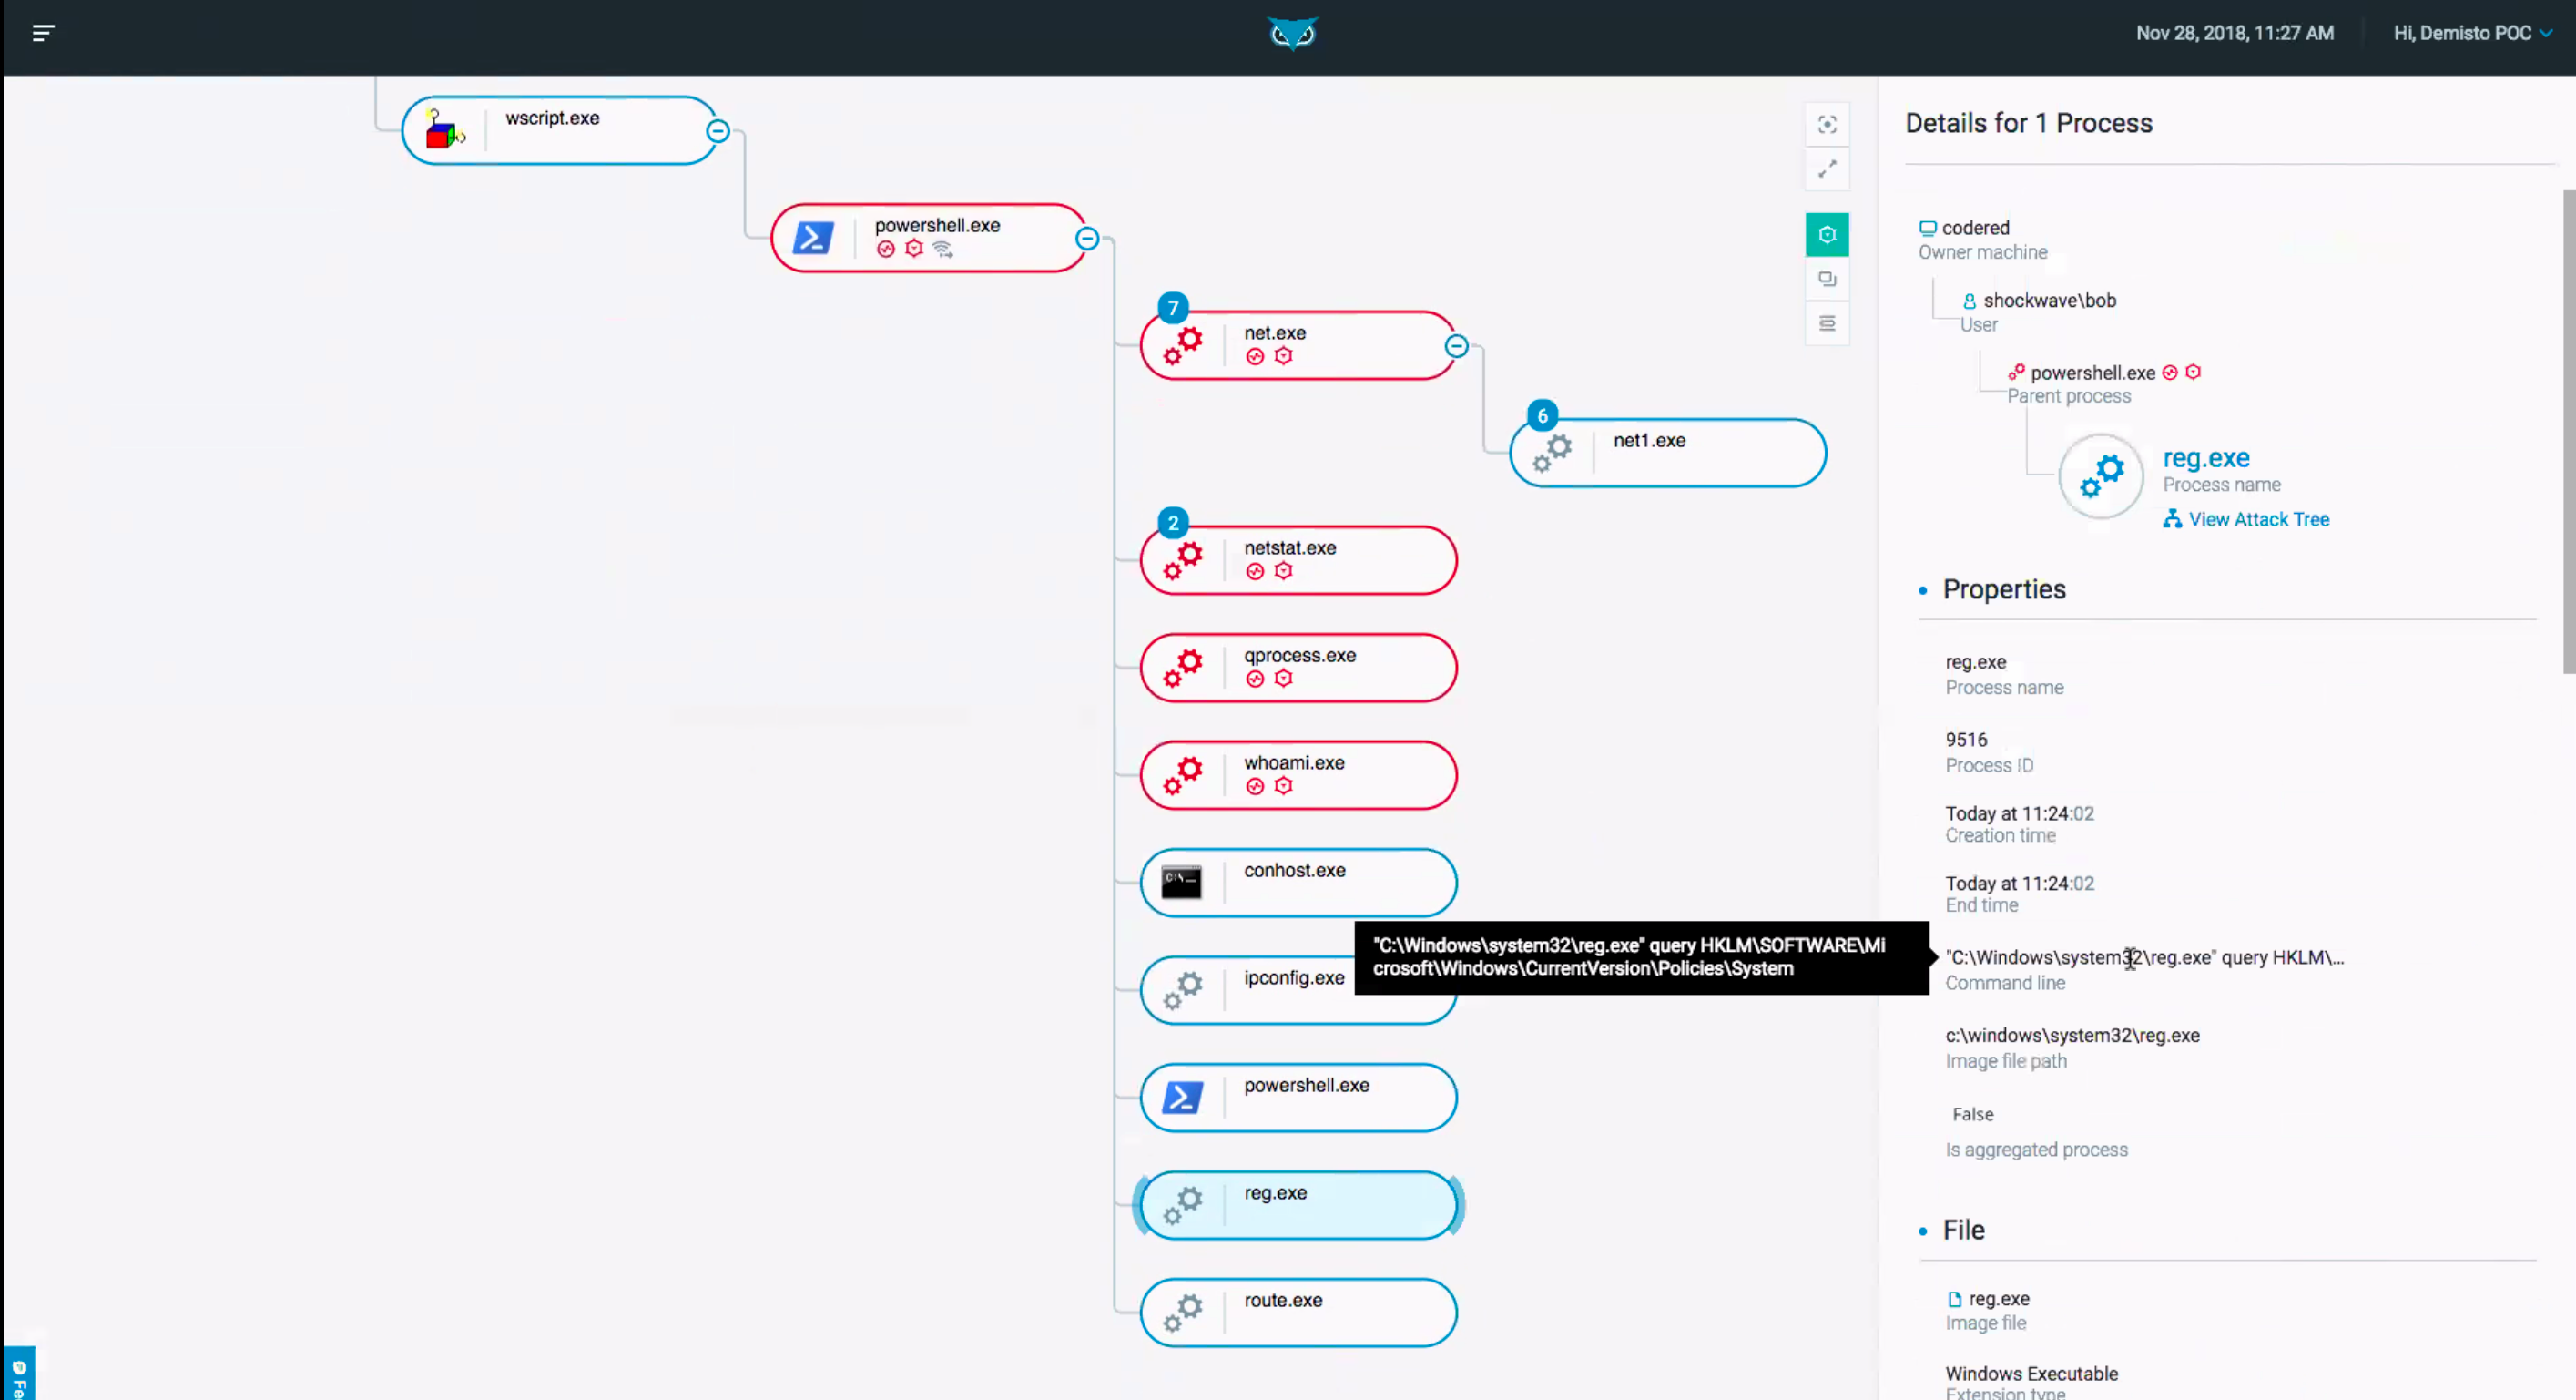 Nov 28, 2018, 11:27 AM
Hi, Demisto POC
wscript.exe
powershell.exe
7
net.exe
6
net1.exe
2
netstat.exe
qprocess.exe
whoami.exe
C:\_
conhost.exe
ipconfig.exe
"C:\Windows\system32\reg.exe" query HKLM\SOFTWARE\Mi
crosoft\Windows\CurrentVersion\Policies\System
powershell.exe
reg.exe
route.exe
Fe
Details for 1 Process
codered
Owner machine
shockwave\bob
User
powershell.exe
Parent process
reg.exe
Process name
View Attack Tree
Properties
reg.exe
Process name
9516
Process ID
Today at 11:24:02
Creation time
Today at 11:24:02
End time
"C:\Windows\system32\reg.exe" query HKLM\...
Command line
c:\windows\system32\reg.exe
Image file path
False
Is aggregated process
File
reg.exe
Image file
Windows Executable
Extension type